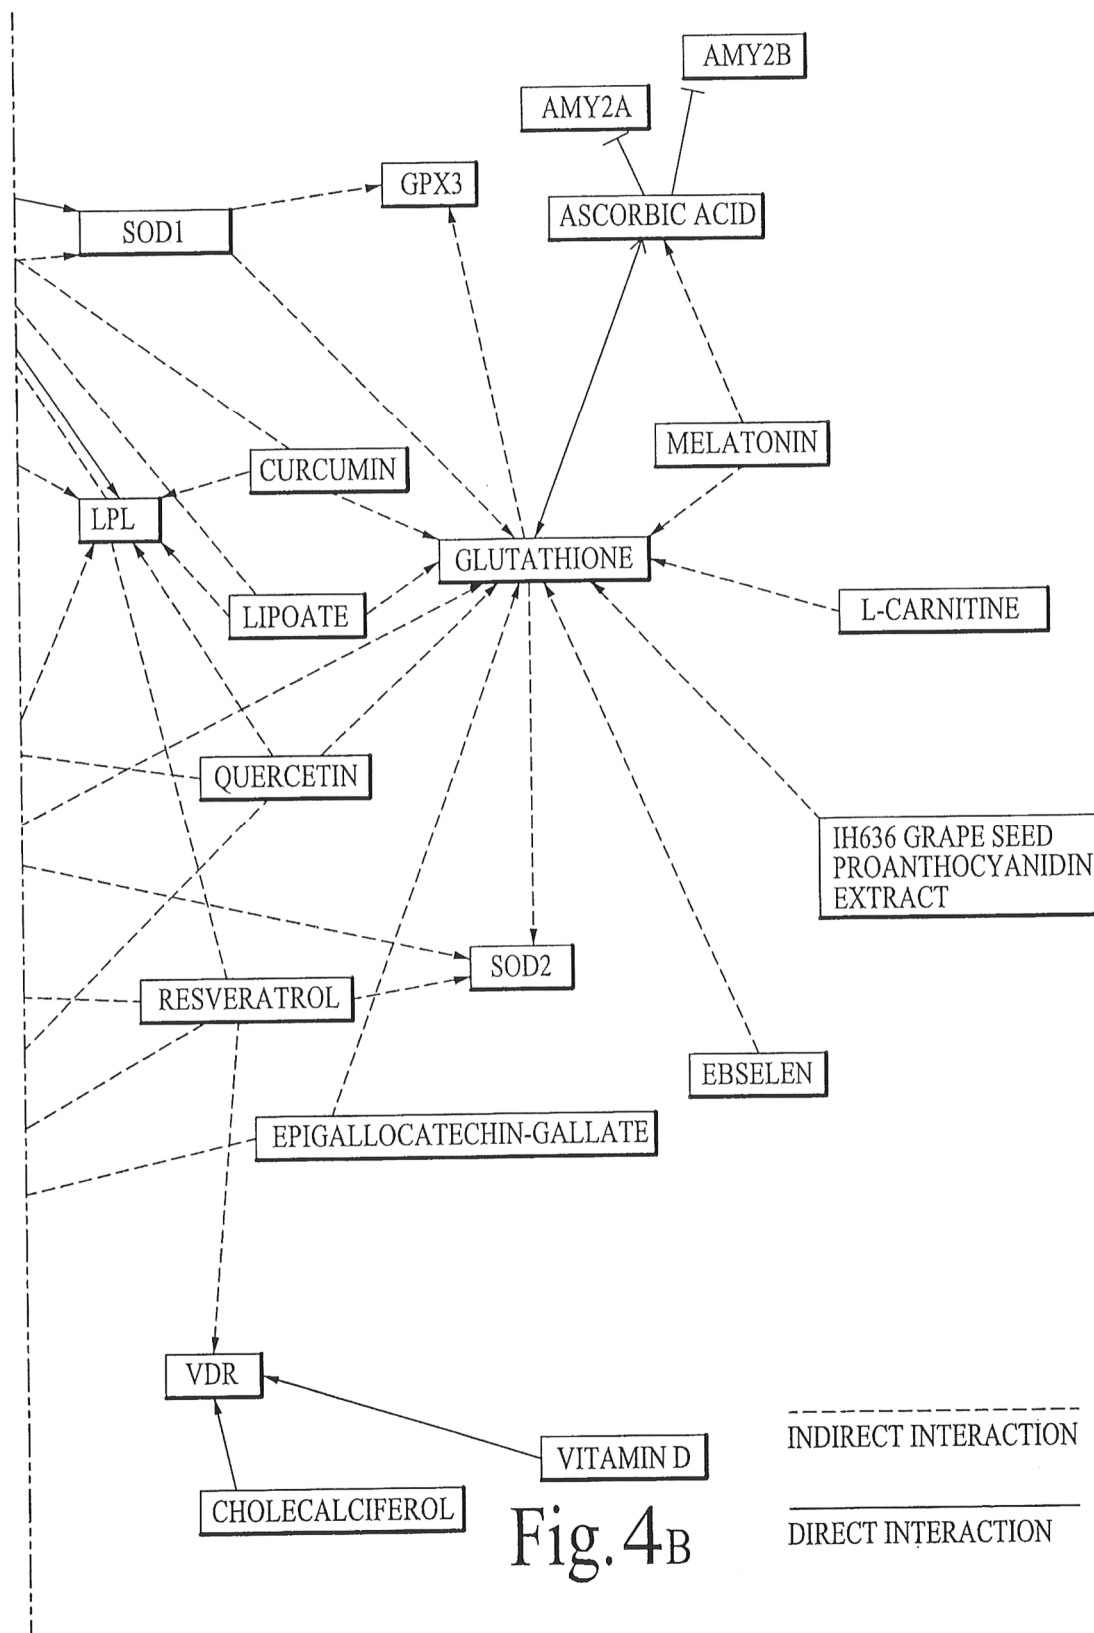 AMY2B
AMY2A
GPX3
ASCORBIC ACID
SOD1
MELATONIN
CURCUMIN
LPL
GLUTATHIONE
LIPOATE
L-CARNITINE
QUERCETIN
IH636 GRAPE SEED
PROANTHOCYANIDIN
EXTRACT
SOD2
RESVERATROL
EBSELEN
EPIGALLOCATECHIN-GALLATE
VDR
VITAMIN D
CHOLECALCIFEROL
INDIRECT INTERACTION
DIRECT INTERACTION
Fig. 4B